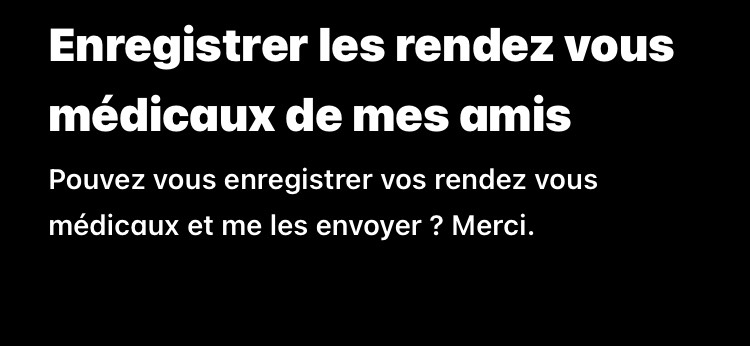 Enregistrer les rendez vous
médicaux de mes amis
Pouvez vous enregistrer vos rendez vous
médicaux et me les envoyer ? Merci.